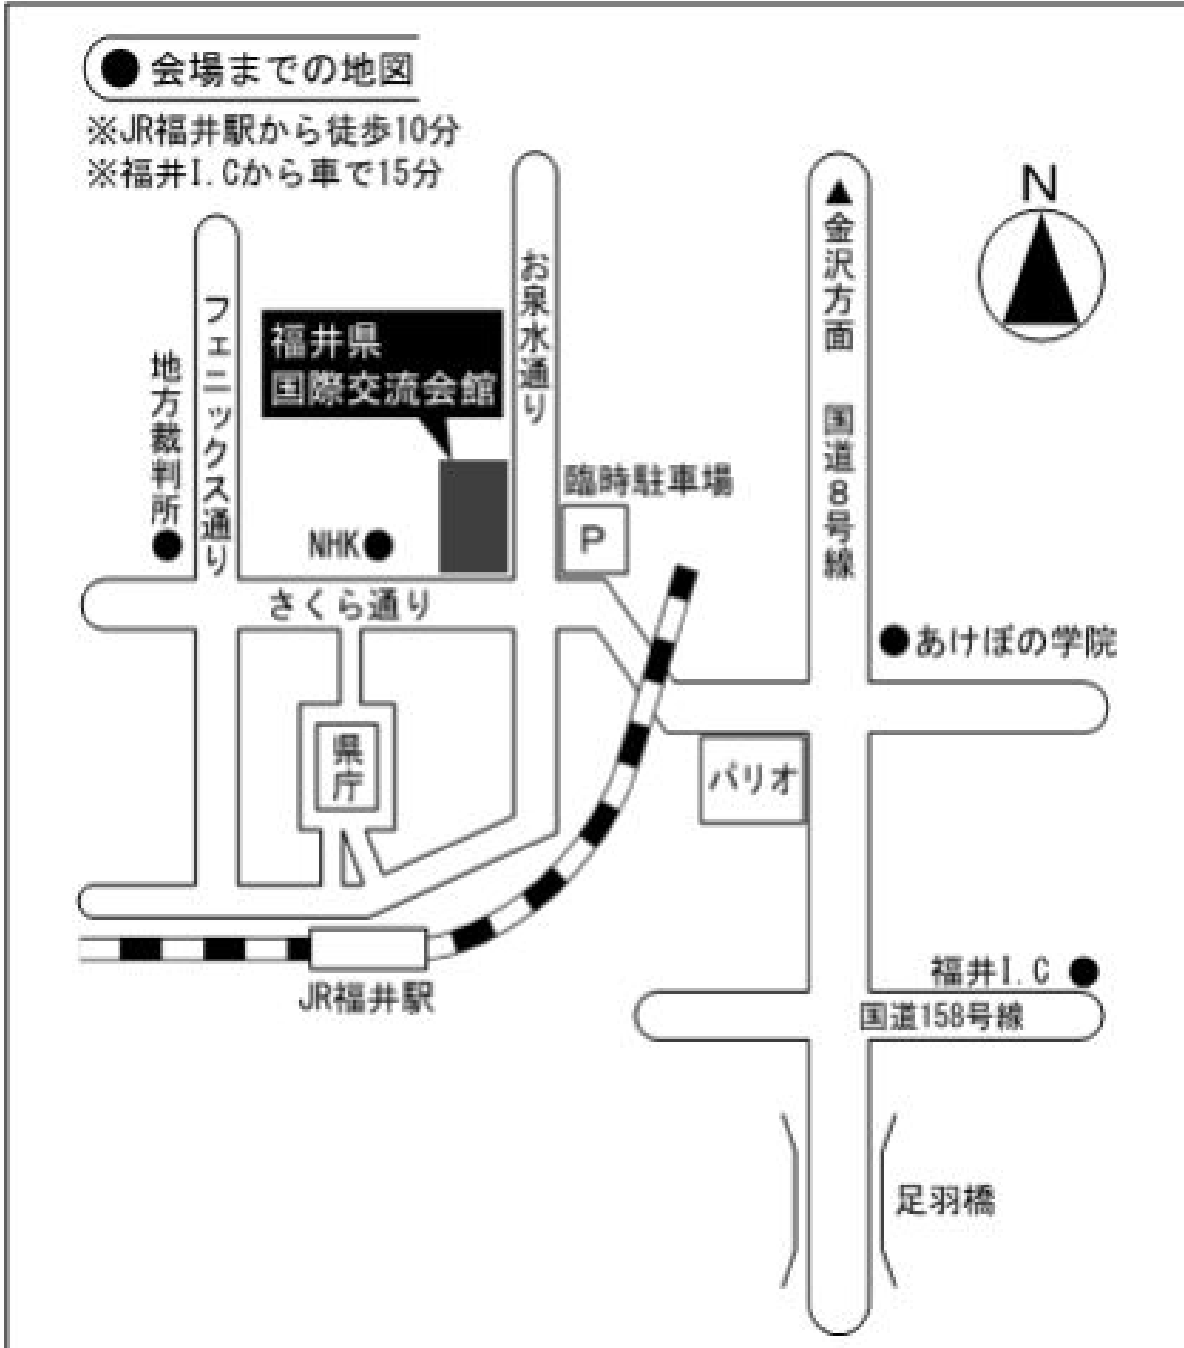 ●会場までの地図
※JR福井駅から徒歩10分
※福井I.Cから車で15分
N
▲金沢方面 国道8号線
お泉水通り
フェニックス通り
地方裁判所
福井県
国際交流会館
臨時駐車場
P
NHK
さくら通り
あけぼの学院
県庁
パリオ
JR福井駅
福井I.C
国道158号線
足羽橋